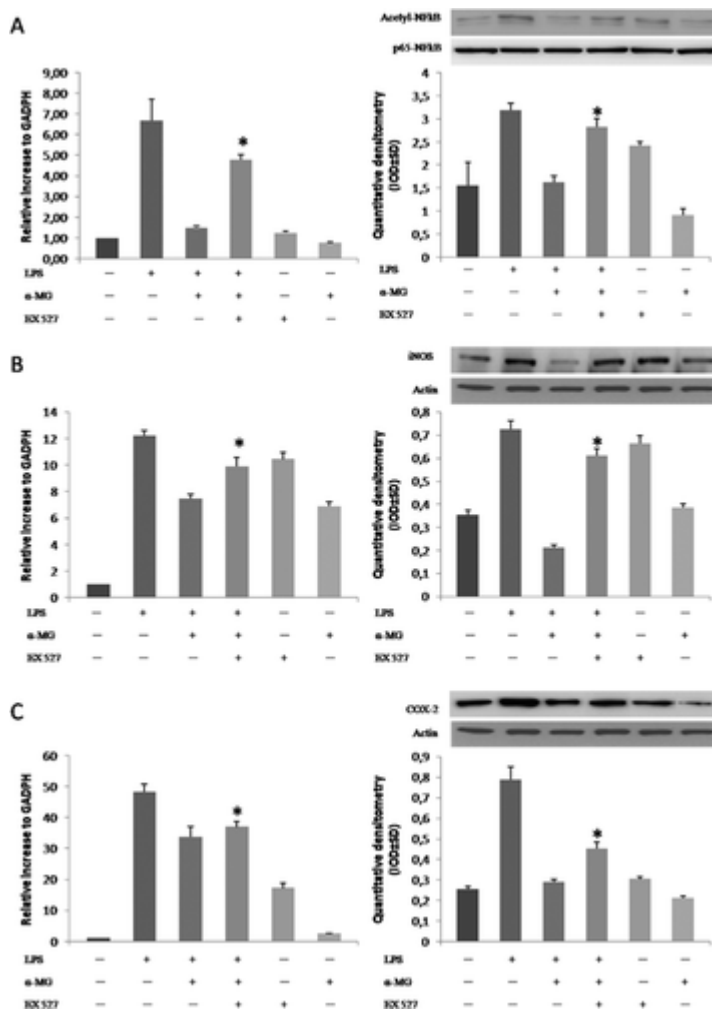 A
Acetyl-NFkB
p65-NFkB
Relative Increase to GADPH
9,00
8,00
7,00
6,00
5,00
4,00
3,00
2,00
1,00
0,00
*
LPS — + + + — —
α-MG — — + + — +
EX 527 — — — + + —
Quantitative densitometry
(IOD±SD)
4
3,5
3
2,5
2
1,5
1
0,5
0
*
LPS — + + + — —
α-MG — — + + — +
EX 527 — — — + + —
B
iNOS
Actin
Relative Increase to GADPH
14
12
10
8
6
4
2
0
*
LPS — + + + — —
α-MG — — + + — +
EX 527 — — — + + —
Quantitative densitometry
(IOD±SD)
0,8
0,7
0,6
0,5
0,4
0,3
0,2
0,1
0
*
LPS — + + + — —
α-MG — — + + — +
EX 527 — — — + + —
C
COX-2
Actin
Relative Increase to GADPH
60
50
40
30
20
10
0
*
LPS — + + + — —
α-MG — — + + — +
EX 527 — — — + + —
Quantitative densitometry
(IOD±SD)
0,9
0,8
0,7
0,6
0,5
0,4
0,3
0,2
0,1
0
*
LPS — + + + — —
α-MG — — + + — +
EX 527 — — — + + —